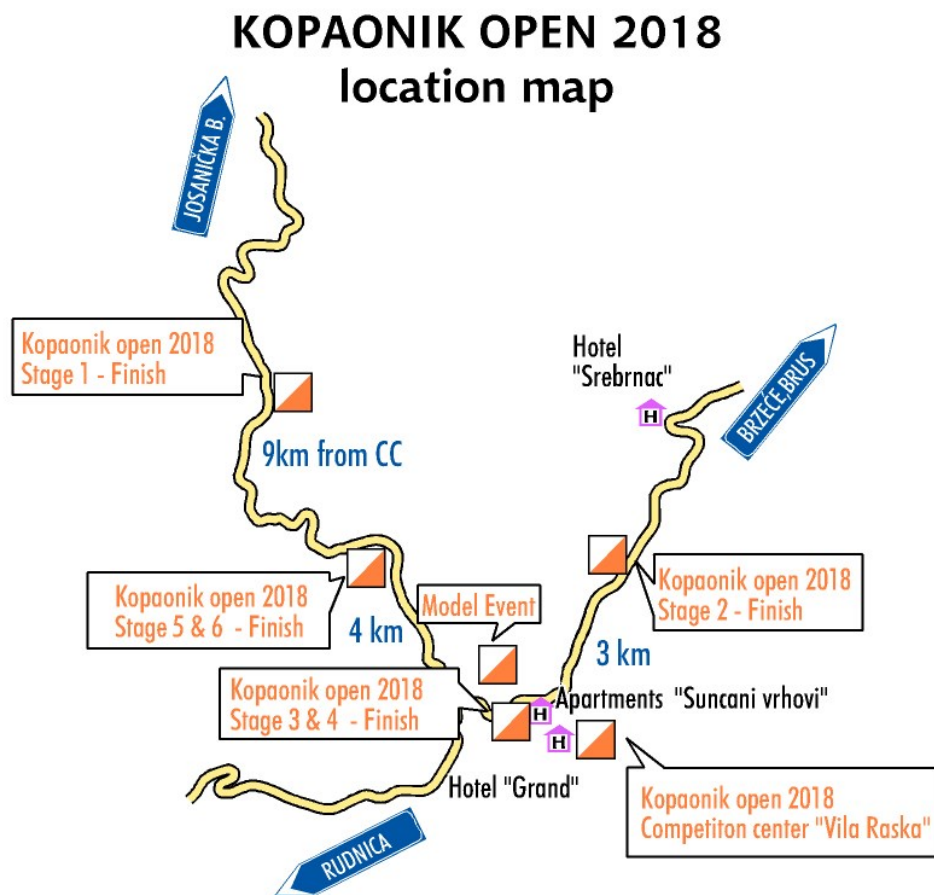 KOPAONIK OPEN 2018
location map
JOSANIČKA B.
Kopaonik open 2018
Stage 1 - Finish
Hotel
"Srebrnac"
H
BRZEĆE,BRUS
9km from CC
Kopaonik open 2018
Stage 5 & 6 - Finish
4 km
Model Event
Kopaonik open 2018
Stage 2 - Finish
3 km
Kopaonik open 2018
Stage 3 & 4 - Finish
Apartments "Suncani vrhovi"
H
H
Hotel "Grand"
Kopaonik open 2018
Competiton center "Vila Raska"
RUDNICA